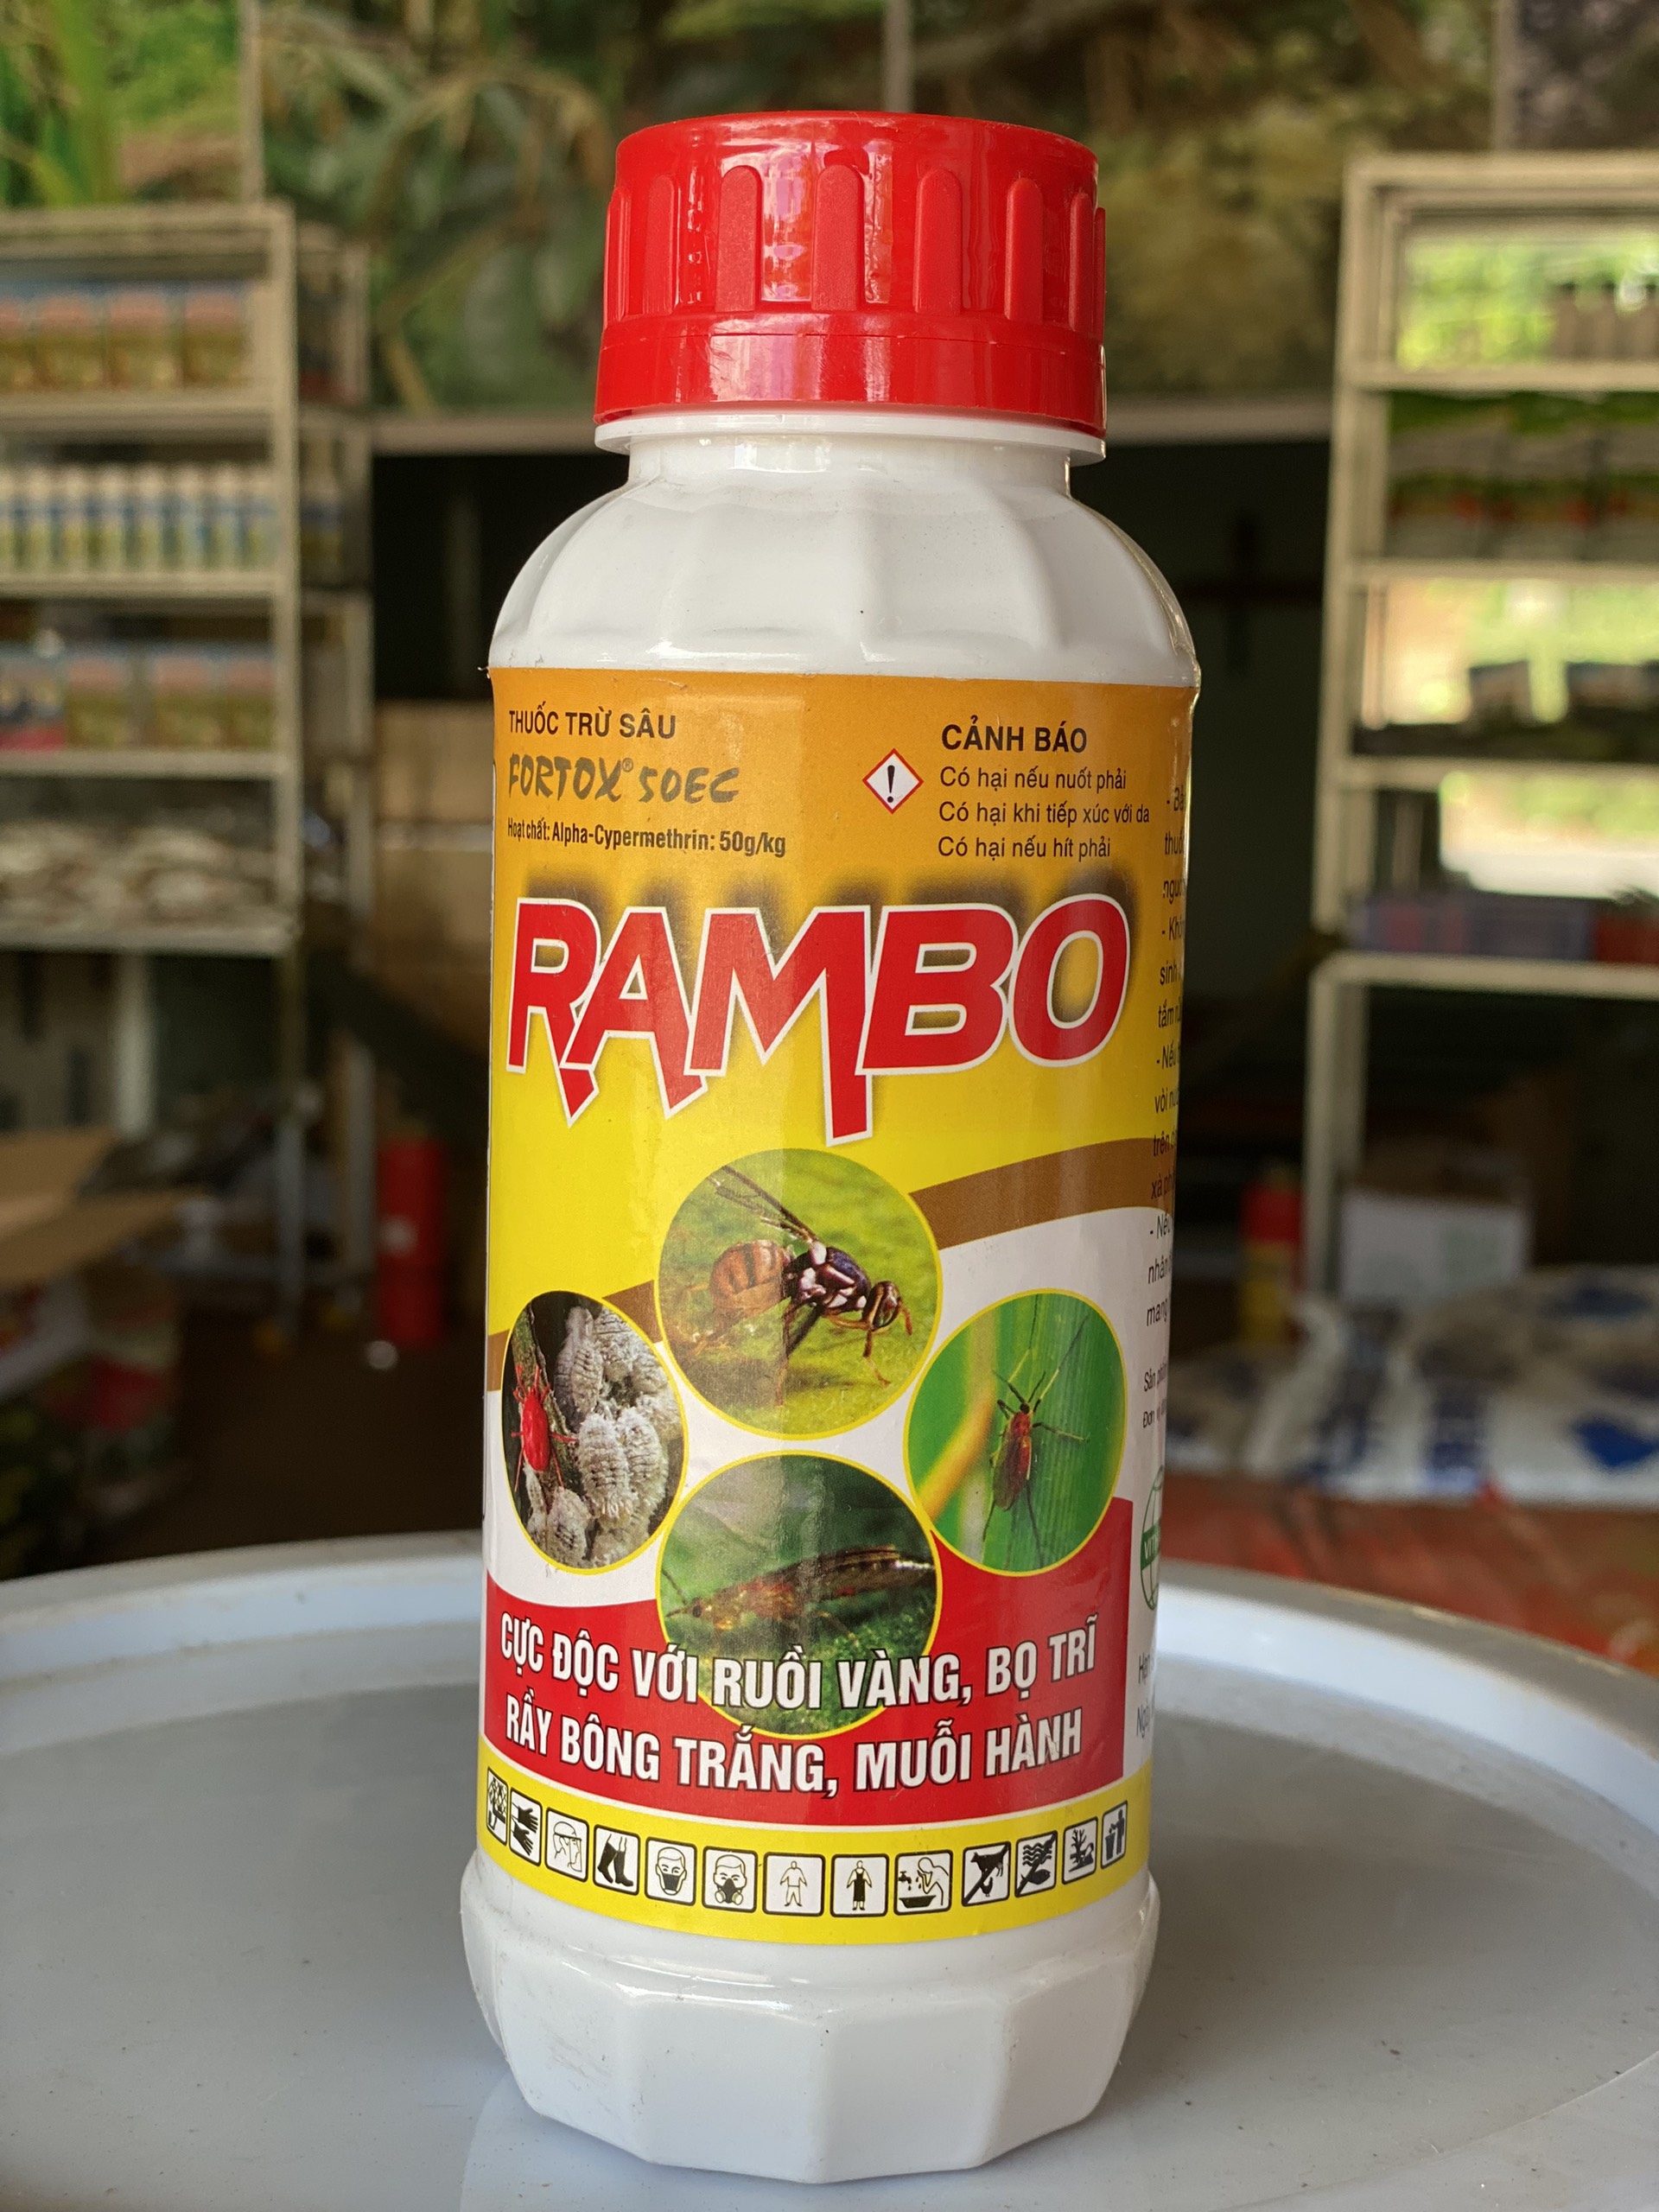 THUỐC TRỪ SÂU
FORTOX® 50EC
Hoạt chất: Alpha-Cypermethrin: 50g/kg
CẢNH BÁO
Có hại nếu nuốt phải
Có hại khi tiếp xúc với da
Có hại nếu hít phải
RAMBO
CỰC ĐỘC VỚI RUỒI VÀNG, BỌ TRĨ
RẦY BÔNG TRẮNG, MUỖI HÀNH